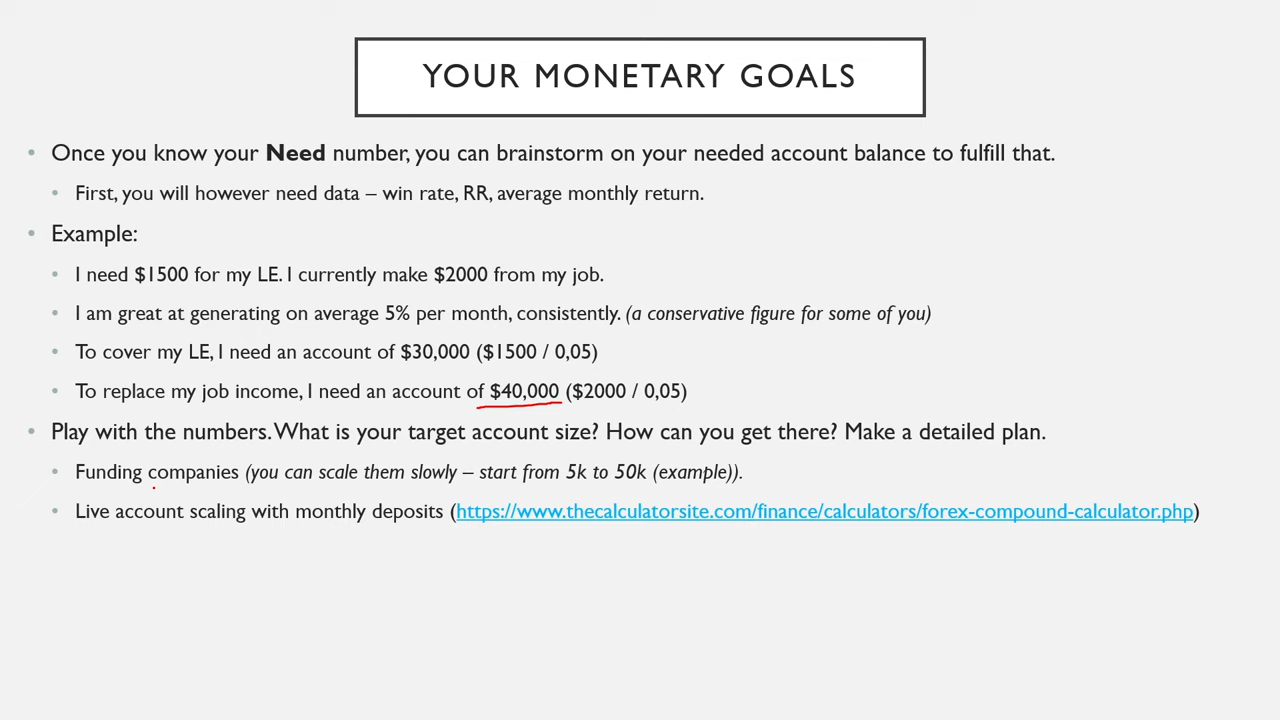 YOUR MONETARY GOALS
• Once you know your Need number, you can brainstorm on your needed account balance to fulfill that.
• First, you will however need data – win rate, RR, average monthly return.
• Example:
• I need $1500 for my LE. I currently make $2000 from my job.
• I am great at generating on average 5% per month, consistently. (a conservative figure for some of you)
• To cover my LE, I need an account of $30,000 ($1500 / 0,05)
• To replace my job income, I need an account of $40,000 ($2000 / 0,05)
• Play with the numbers. What is your target account size? How can you get there? Make a detailed plan.
• Funding companies (you can scale them slowly – start from 5k to 50k (example)).
• Live account scaling with monthly deposits (https://www.thecalculatorsite.com/finance/calculators/forex-compound-calculator.php)